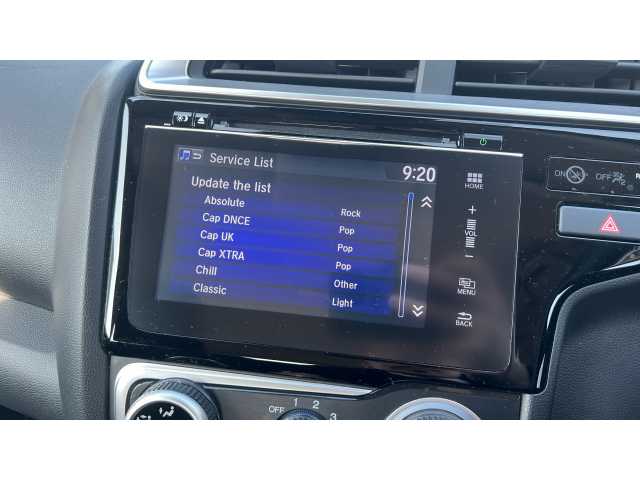 Service List
9:20
Update the list
Absolute Rock
Cap DNCE Pop
Cap UK Pop
Cap XTRA Pop
Chill Other
Classic Light
HOME
+
VOL
−
MENU
BACK
ON OFF
OFF 1 2 3